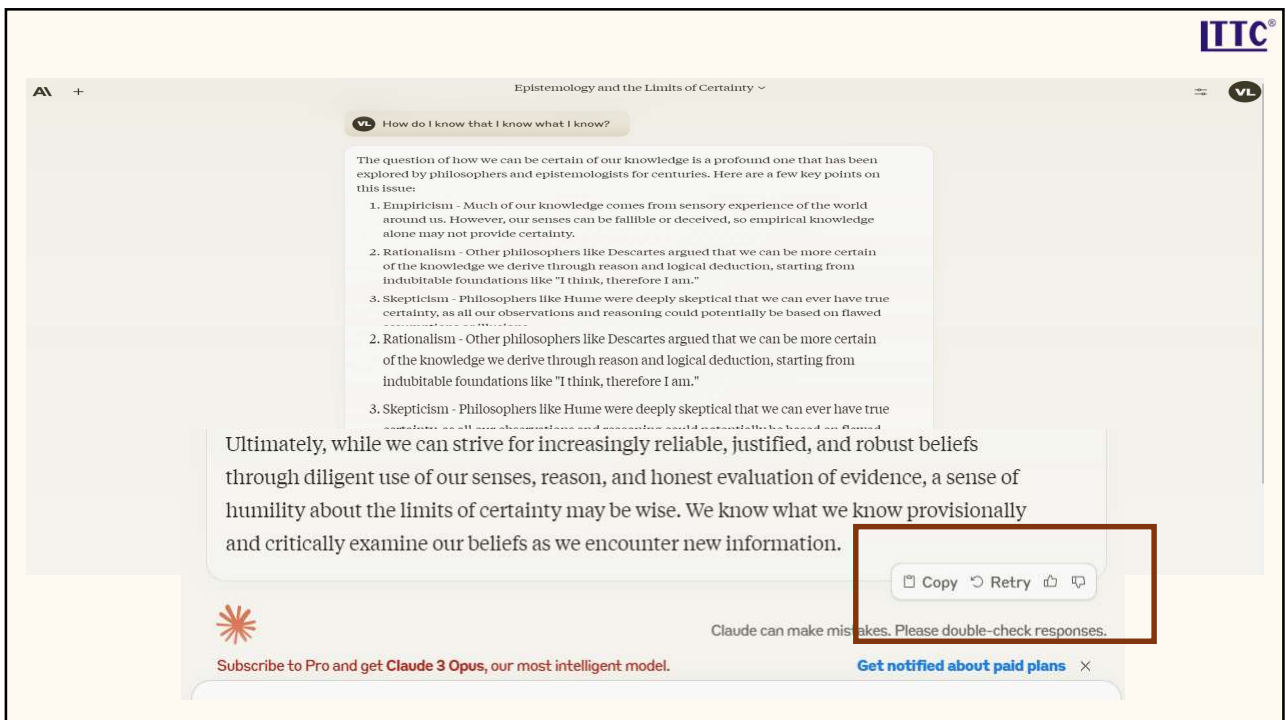 LTTC®
Epistemology and the Limits of Certainty
VL
VL How do I know that I know what I know?
The question of how we can be certain of our knowledge is a profound one that has been
explored by philosophers and epistemologists for centuries. Here are a few key points on
this issue:
1. Empiricism - Much of our knowledge comes from sensory experience of the world
around us. However, our senses can be fallible or deceived, so empirical knowledge
alone may not provide certainty.
2. Rationalism - Other philosophers like Descartes argued that we can be more certain
of the knowledge we derive through reason and logical deduction, starting from
indubitable foundations like "I think, therefore I am."
3. Skepticism - Philosophers like Hume were deeply skeptical that we can ever have true
certainty, as all our observations and reasoning could potentially be based on flawed
2. Rationalism - Other philosophers like Descartes argued that we can be more certain
of the knowledge we derive through reason and logical deduction, starting from
indubitable foundations like "I think, therefore I am."
3. Skepticism - Philosophers like Hume were deeply skeptical that we can ever have true
Ultimately, while we can strive for increasingly reliable, justified, and robust beliefs
through diligent use of our senses, reason, and honest evaluation of evidence, a sense of
humility about the limits of certainty may be wise. We know what we know provisionally
and critically examine our beliefs as we encounter new information.
Copy Retry
Claude can make mistakes. Please double-check responses.
Subscribe to Pro and get Claude 3 Opus, our most intelligent model.
Get notified about paid plans